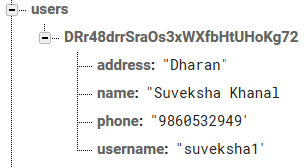 users
DRr48drrSraOs3xWXfbHtUHoKg72
address: "Dharan"
name: "Suveksha Khanal
phone: "9860532949'
username: "suveksha1'